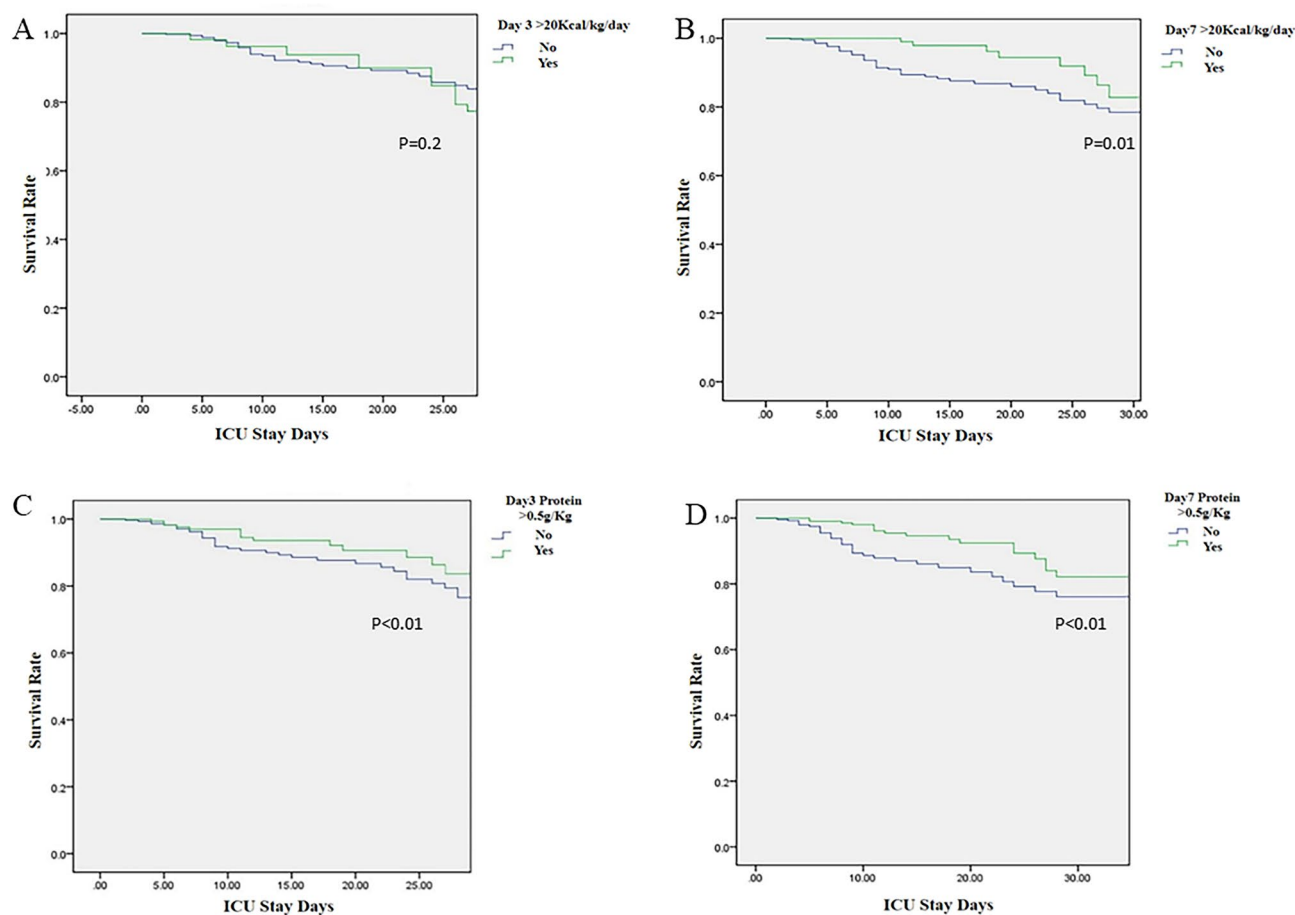 A
Day 3 >20Kcal/kg/day
No
Yes
1.0
0.8
0.6
0.4
0.2
0.0
P=0.2
Survival Rate
-5.00 .00 5.00 10.00 15.00 20.00 25.00
ICU Stay Days
B
Day7 >20Kcal/kg/day
No
Yes
1.0
0.8
0.6
0.4
0.2
0.0
P=0.01
Survival Rate
.00 5.00 10.00 15.00 20.00 25.00 30.00
ICU Stay Days
C
Day3 Protein
>0.5g/Kg
No
Yes
1.0
0.8
0.6
0.4
0.2
0.0
P<0.01
Survival Rate
.00 5.00 10.00 15.00 20.00 25.00
ICU Stay Days
D
Day7 Protein
>0.5g/Kg
No
Yes
1.0
0.8
0.6
0.4
0.2
0.0
P<0.01
Survival Rate
.00 10.00 20.00 30.00
ICU Stay Days